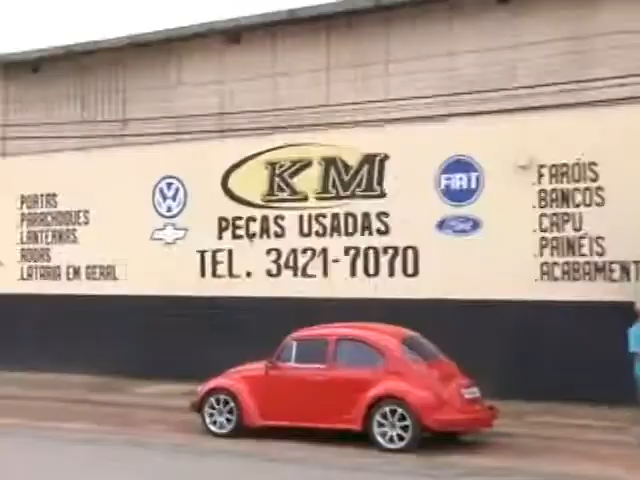 .PORTAS
.PARACHOQUES
.LANTERNAS
.RODAS
.LATARIA EM GERAL
VW
KM
PEÇAS USADAS
TEL. 3421-7070
FIAT
Ford
.FARÓIS
.BANCOS
.CAPU
.PAINÉIS
.ACABAMENT